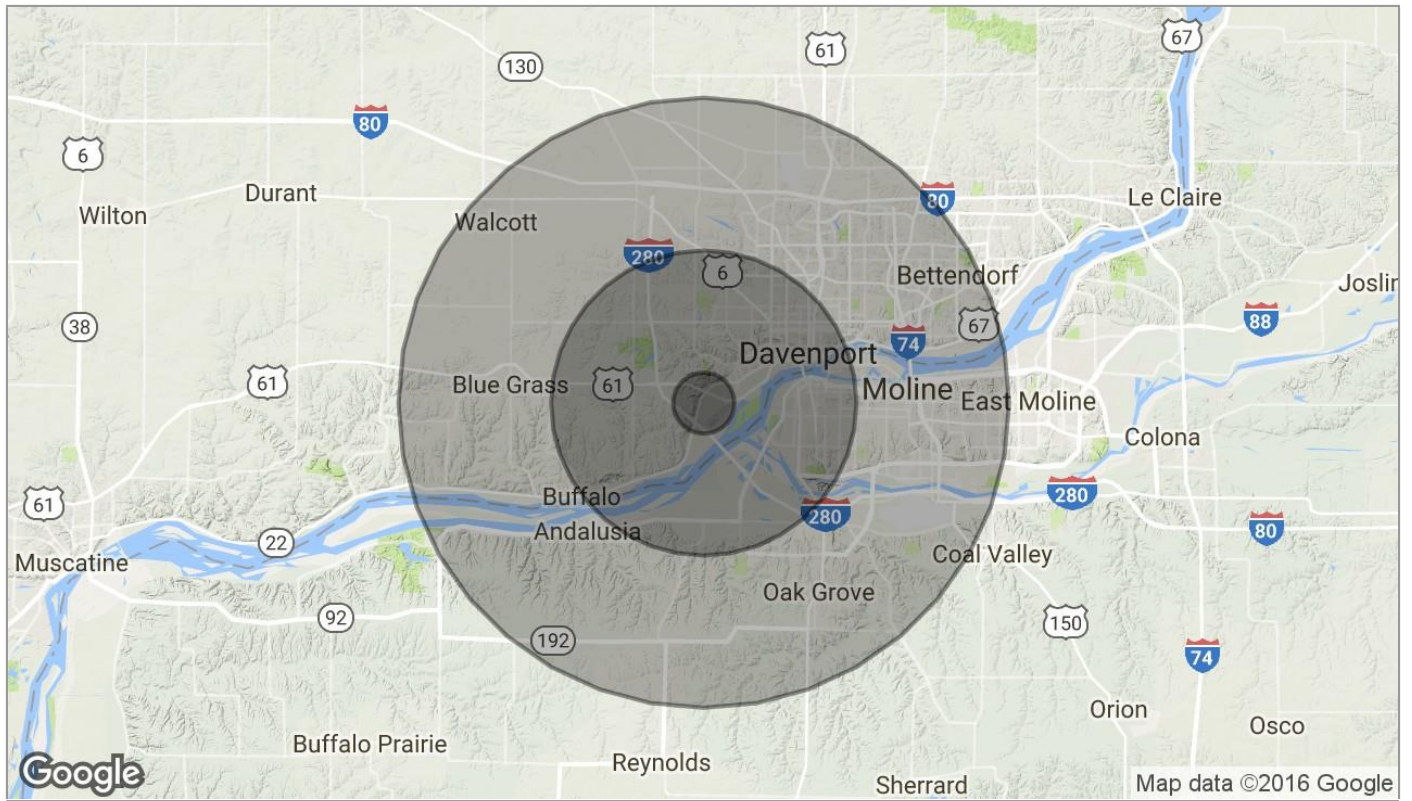 67
61
130
80
6
Durant
80
Le Claire
Wilton
Walcott
280
6
Bettendorf
Joslin
38
67
88
74
Davenport
61
Blue Grass
61
Moline
East Moline
Colona
61
Buffalo
280
280
Andalusia
80
22
Muscatine
Coal Valley
Oak Grove
92
150
192
74
Orion
Osco
Buffalo Prairie
Reynolds
Google
Sherrard
Map data ©2016 Google